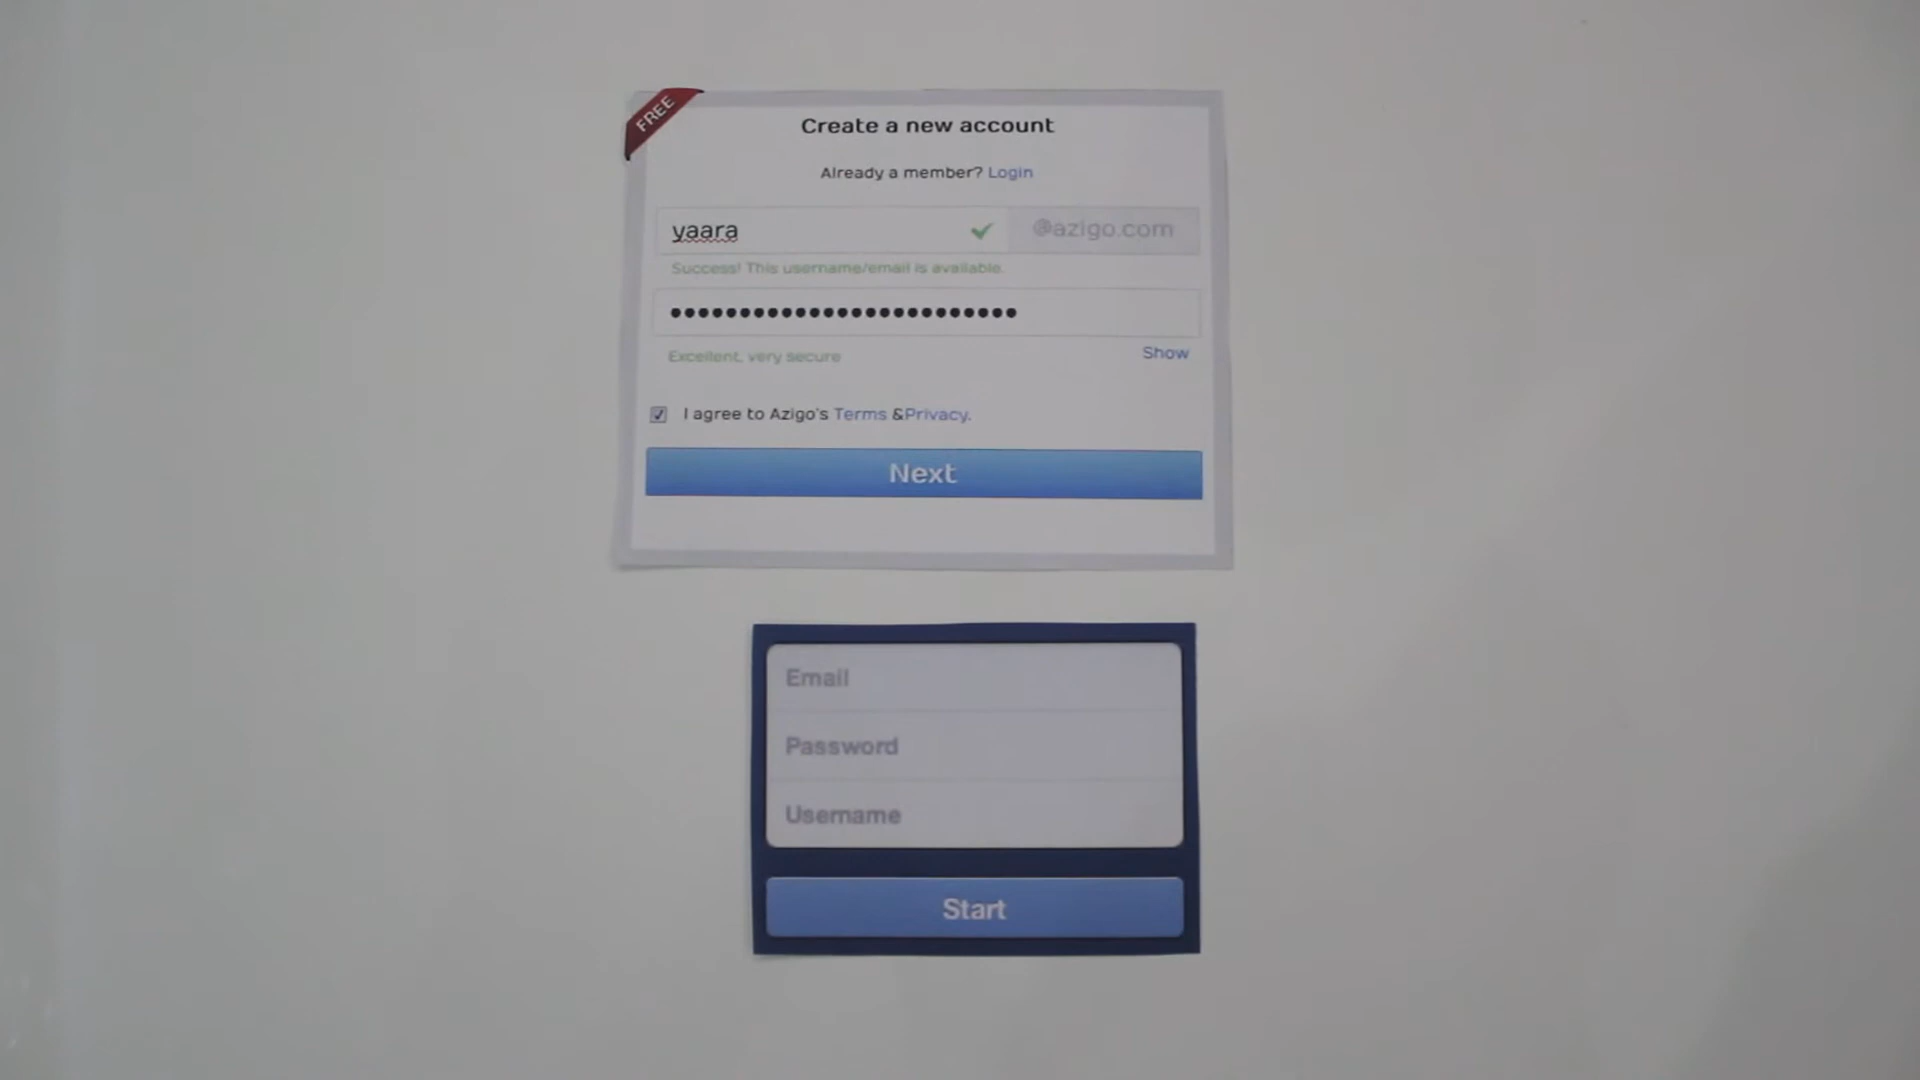 FREE
Create a new account
Already a member? Login
yaara
@azigo.com
Success! This username/email is available.
●●●●●●●●●●●●●●●●●●●●●●●●●
Excellent, very secure
Show
I agree to Azigo's Terms &Privacy.
Next
Email
Password
Username
Start